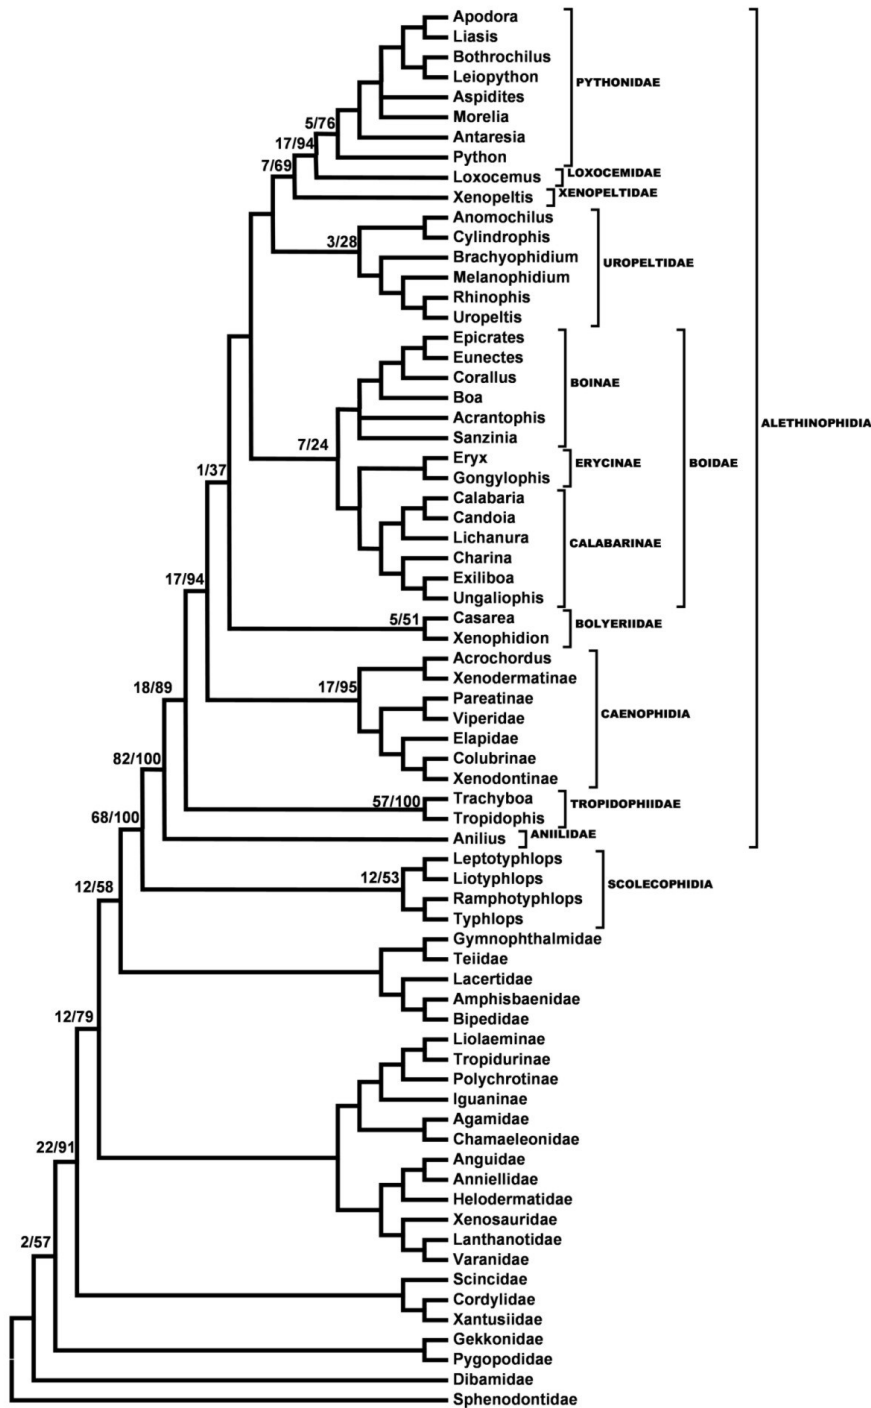 Apodora
Liasis
Bothrochilus
Leiopython
PYTHONIDAE
Aspidites
Morelia
5/76
Antaresia
17/94
Python
7/69
Loxocemus
LOXOCEMIDAE
Xenopeltis
XENOPELTIDAE
Anomochilus
3/28
Cylindrophis
Brachyophidium
UROPELTIDAE
Melanophidium
Rhinophis
Uropeltis
Epicrates
Eunectes
Corallus
BOINAE
Boa
Acrantophis
ALETHINOPHIDIA
Sanzinia
7/24
Eryx
ERYCINAE
BOIDAE
1/37
Gongylophis
Calabaria
Candoia
Lichanura
CALABARINAE
Charina
17/94
Exiliboa
Ungaliophis
5/51
Casarea
BOLYERIIDAE
Xenophidion
Acrochordus
18/89
17/95
Xenodermatinae
Pareatinae
CAENOPHIDIA
Viperidae
Elapidae
82/100
Colubrinae
Xenodontinae
57/100
Trachyboa
TROPIDOPHIIDAE
68/100
Tropidophis
Anilius
ANIILIDAE
Leptotyphlops
12/58
12/53
Liotyphlops
SCOLECOPHIDIA
Ramphotyphlops
Typhlops
Gymnophthalmidae
Teiidae
Lacertidae
Amphisbaenidae
12/79
Bipedidae
Liolaeminae
Tropidurinae
Polychrotinae
Iguaninae
Agamidae
Chamaeleonidae
22/91
Anguidae
Anniellidae
Helodermatidae
Xenosauridae
2/57
Lanthanotidae
Varanidae
Scincidae
Cordylidae
Xantusiidae
Gekkonidae
Pygopodidae
Dibamidae
Sphenodontidae